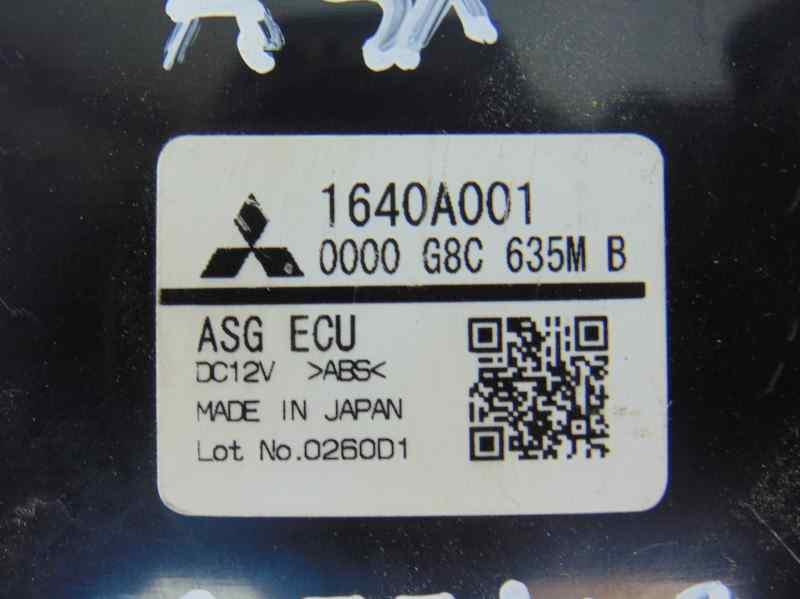 1640A001
0000 G8C 635M B
ASG ECU
DC12V >ABS<
MADE IN JAPAN
Lot No.0260D1